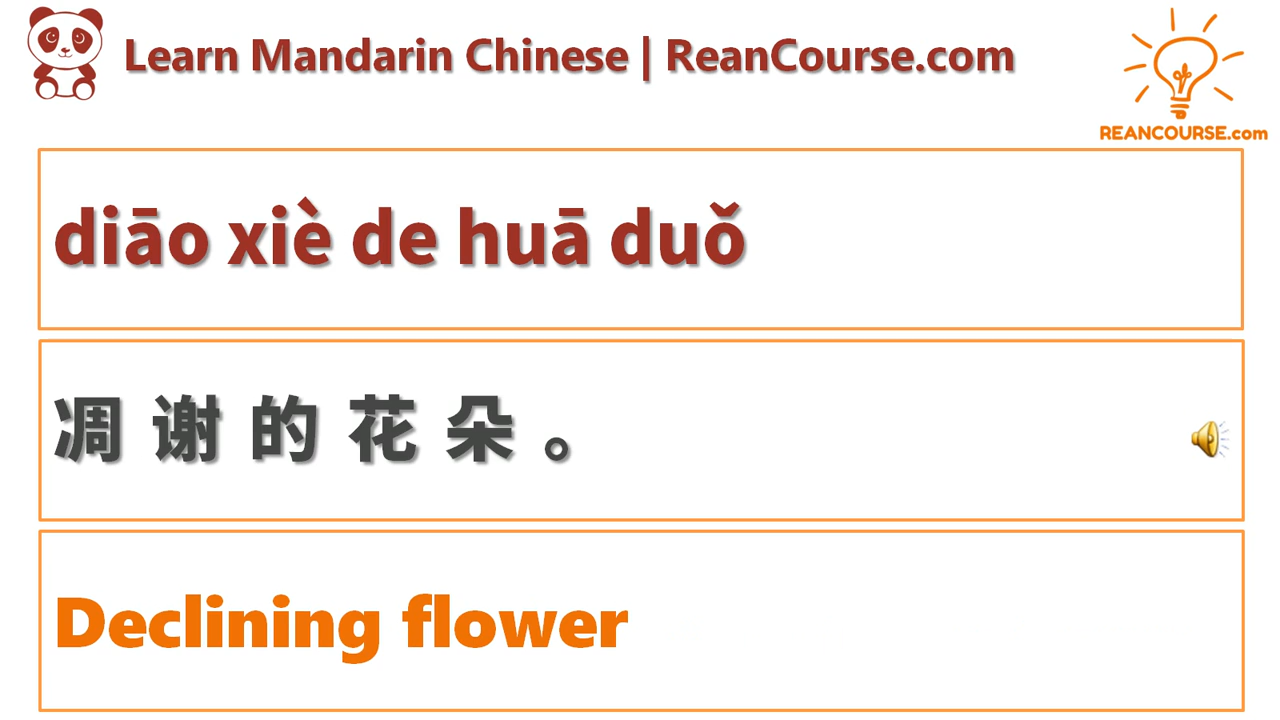 Learn Mandarin Chinese | ReanCourse.com
REANCOURSE.com
diāo xiè de huā duǒ
凋 谢 的 花 朵 。
Declining flower